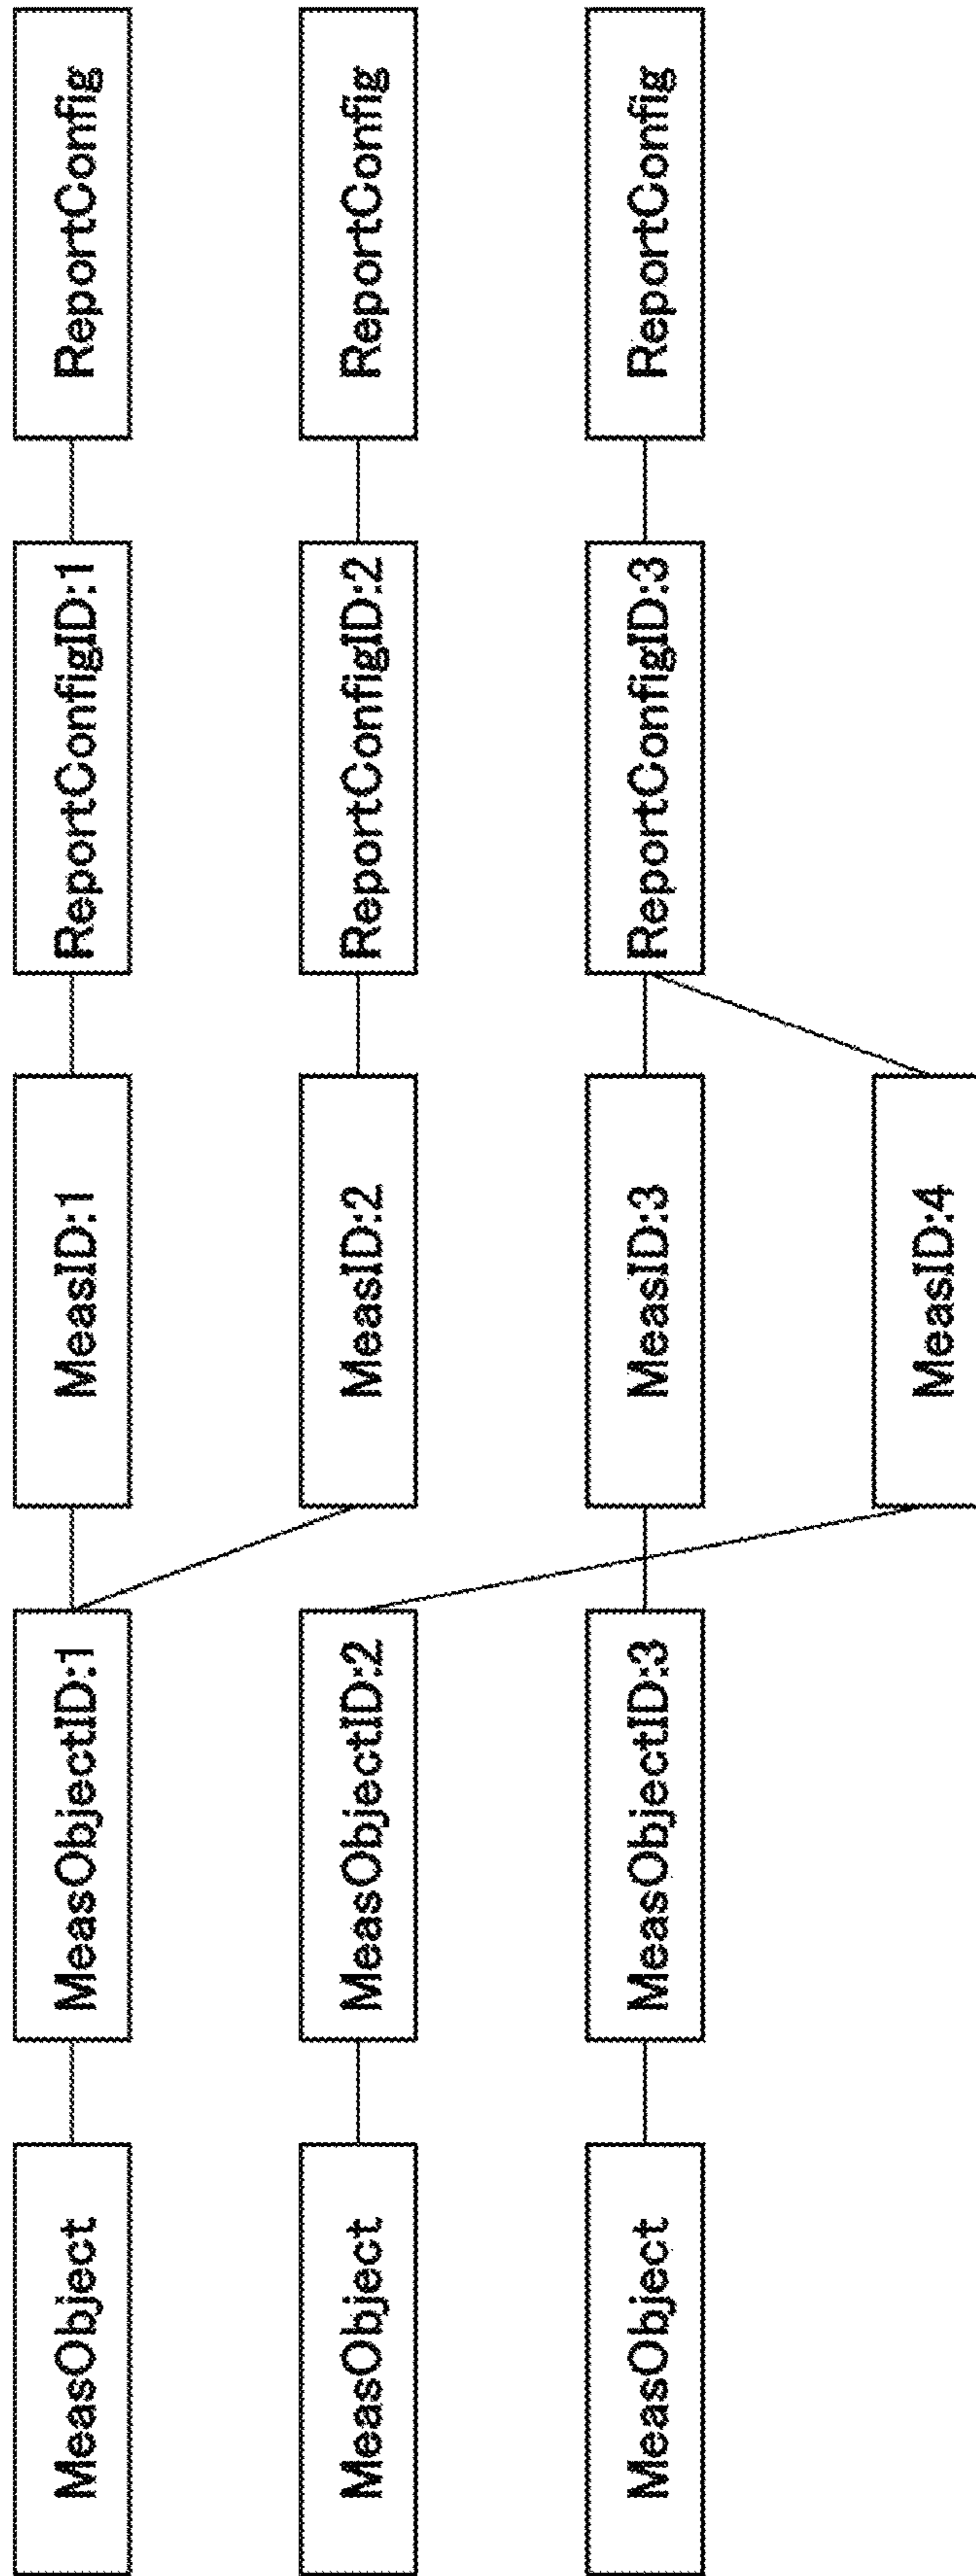 MeasObject
MeasObjectID:1
MeasID:1
ReportConfigID:1
ReportConfig
MeasObject
MeasObjectID:2
MeasID:2
ReportConfigID:2
ReportConfig
MeasObject
MeasObjectID:3
MeasID:3
ReportConfigID:3
ReportConfig
MeasID:4